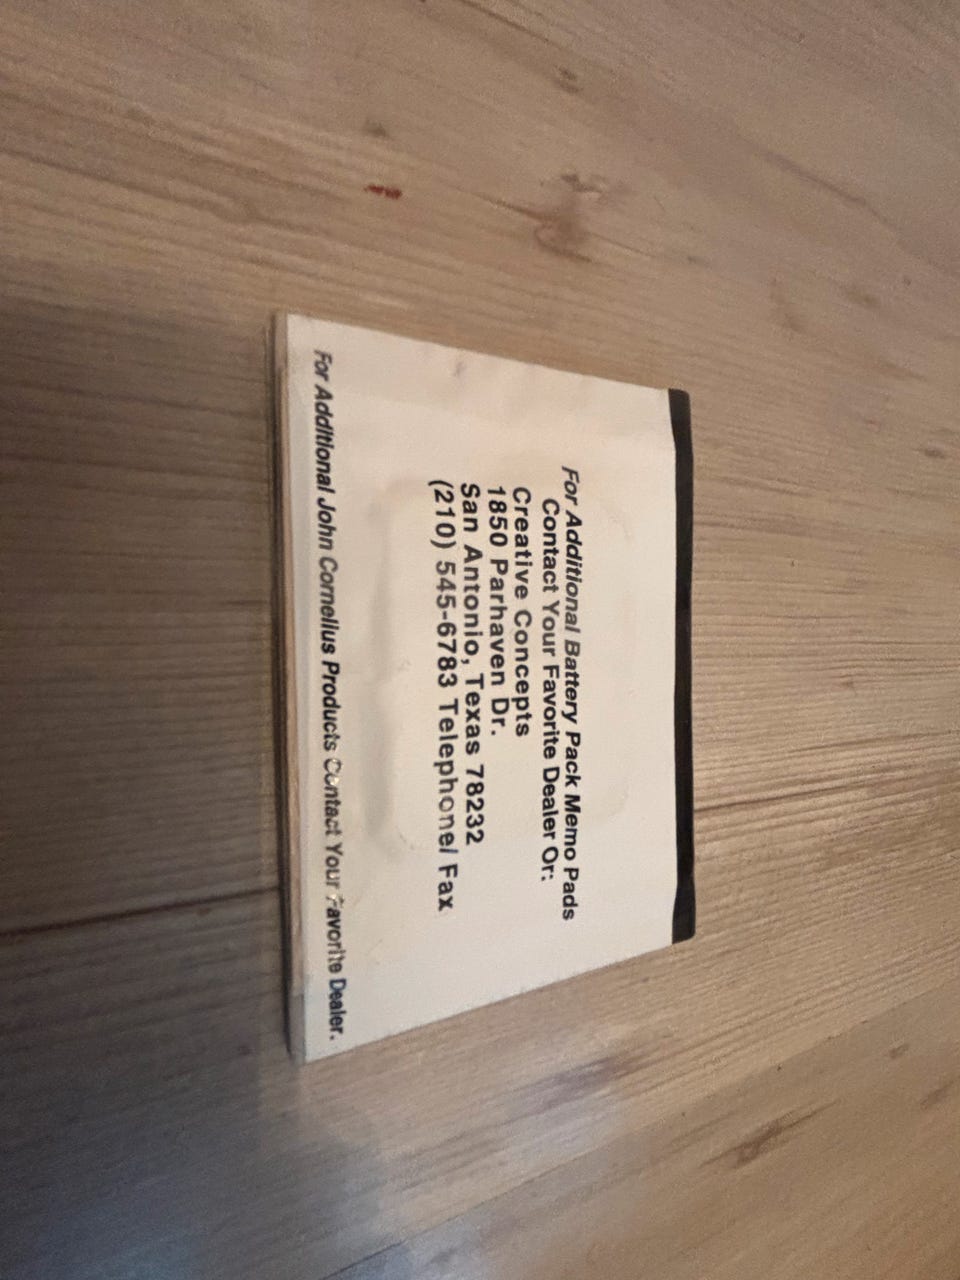 For Additional Battery Pack Memo Pads
Contact Your Favorite Dealer Or:
Creative Concepts
1850 Parhaven Dr.
San Antonio, Texas 78232
(210) 545-6783 Telephone/ Fax
For Additional John Cornelius Products Contact Your Favorite Dealer.